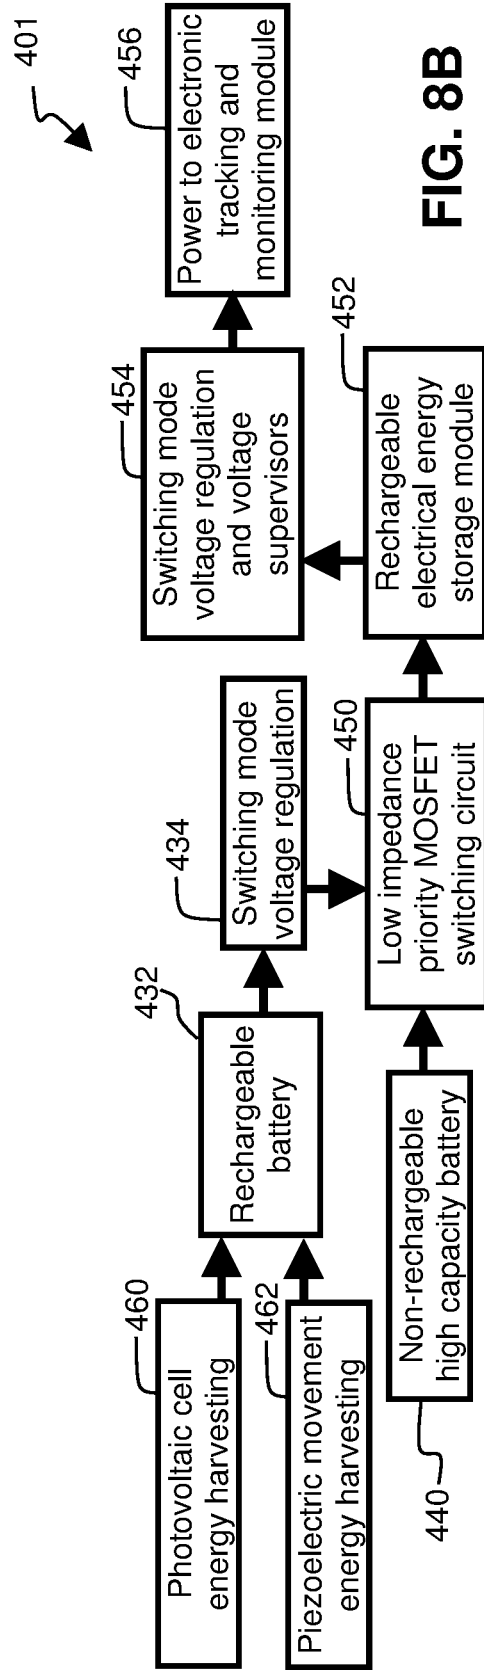 401
460
Photovoltaic cell
energy harvesting
462
Piezoelectric movement
energy harvesting
432
Rechargeable
battery
434
Switching mode
voltage regulation
440
Non-rechargeable
high capacity battery
450
Low impedance
priority MOSFET
switching circuit
452
Rechargeable
electrical energy
storage module
454
Switching mode
voltage regulation
and voltage
supervisors
456
Power to electronic
tracking and
monitoring module
FIG. 8B